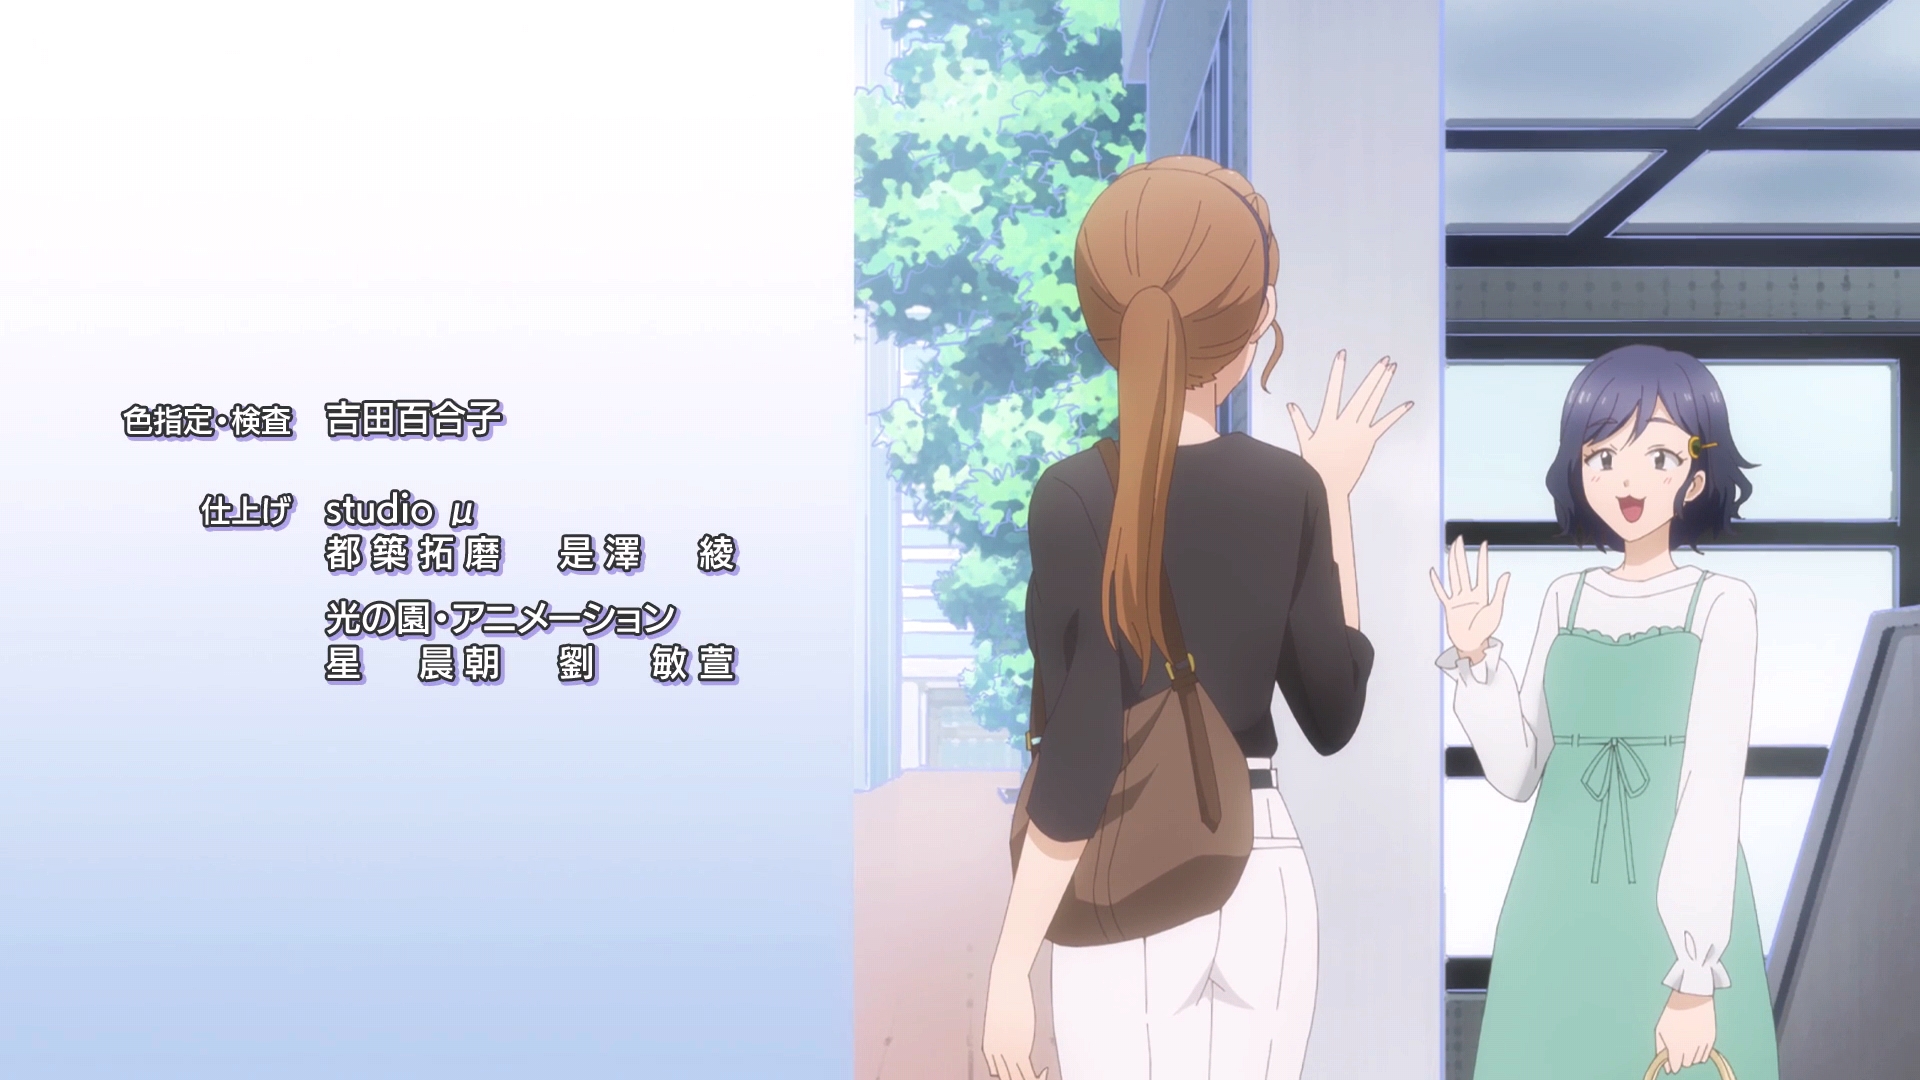 色指定・検査 吉田百合子
仕上げ studio μ
都築拓磨 是澤 綾
光の園・アニメーション
星 晨朝 劉 敏萱